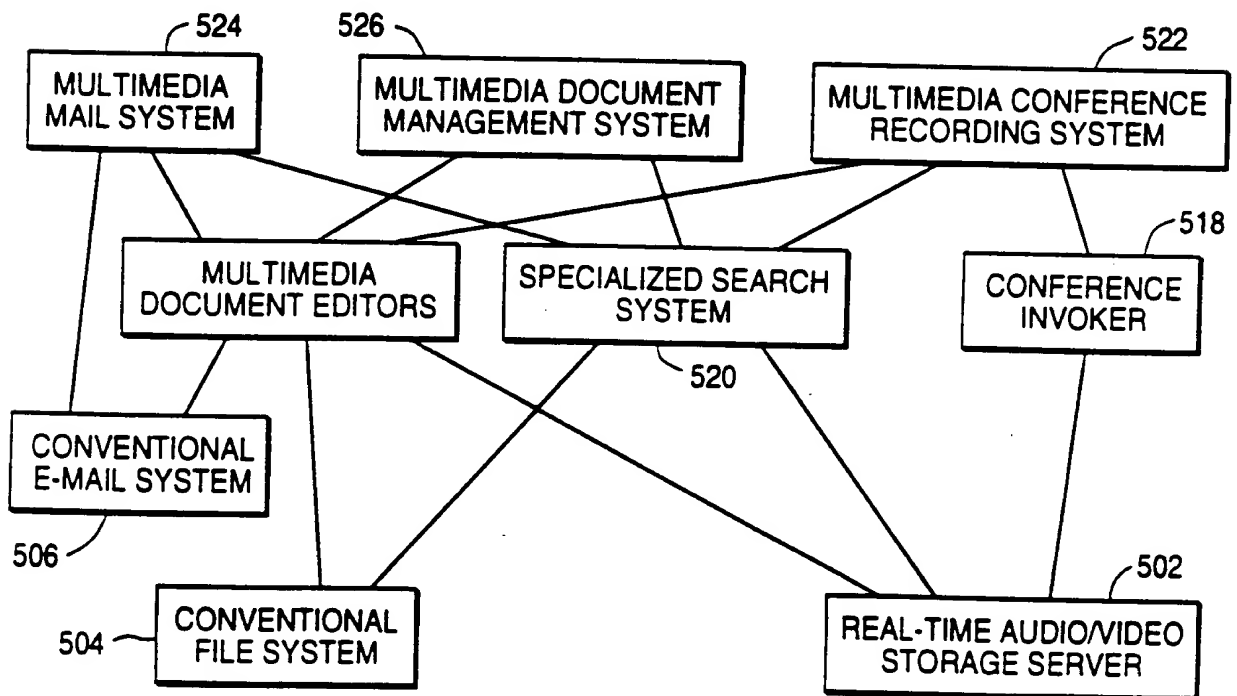 524
526
522
MULTIMEDIA
MAIL SYSTEM
MULTIMEDIA DOCUMENT
MANAGEMENT SYSTEM
MULTIMEDIA CONFERENCE
RECORDING SYSTEM
518
MULTIMEDIA
DOCUMENT EDITORS
SPECIALIZED SEARCH
SYSTEM
CONFERENCE
INVOKER
520
CONVENTIONAL
E-MAIL SYSTEM
506
502
504
CONVENTIONAL
FILE SYSTEM
REAL-TIME AUDIO/VIDEO
STORAGE SERVER